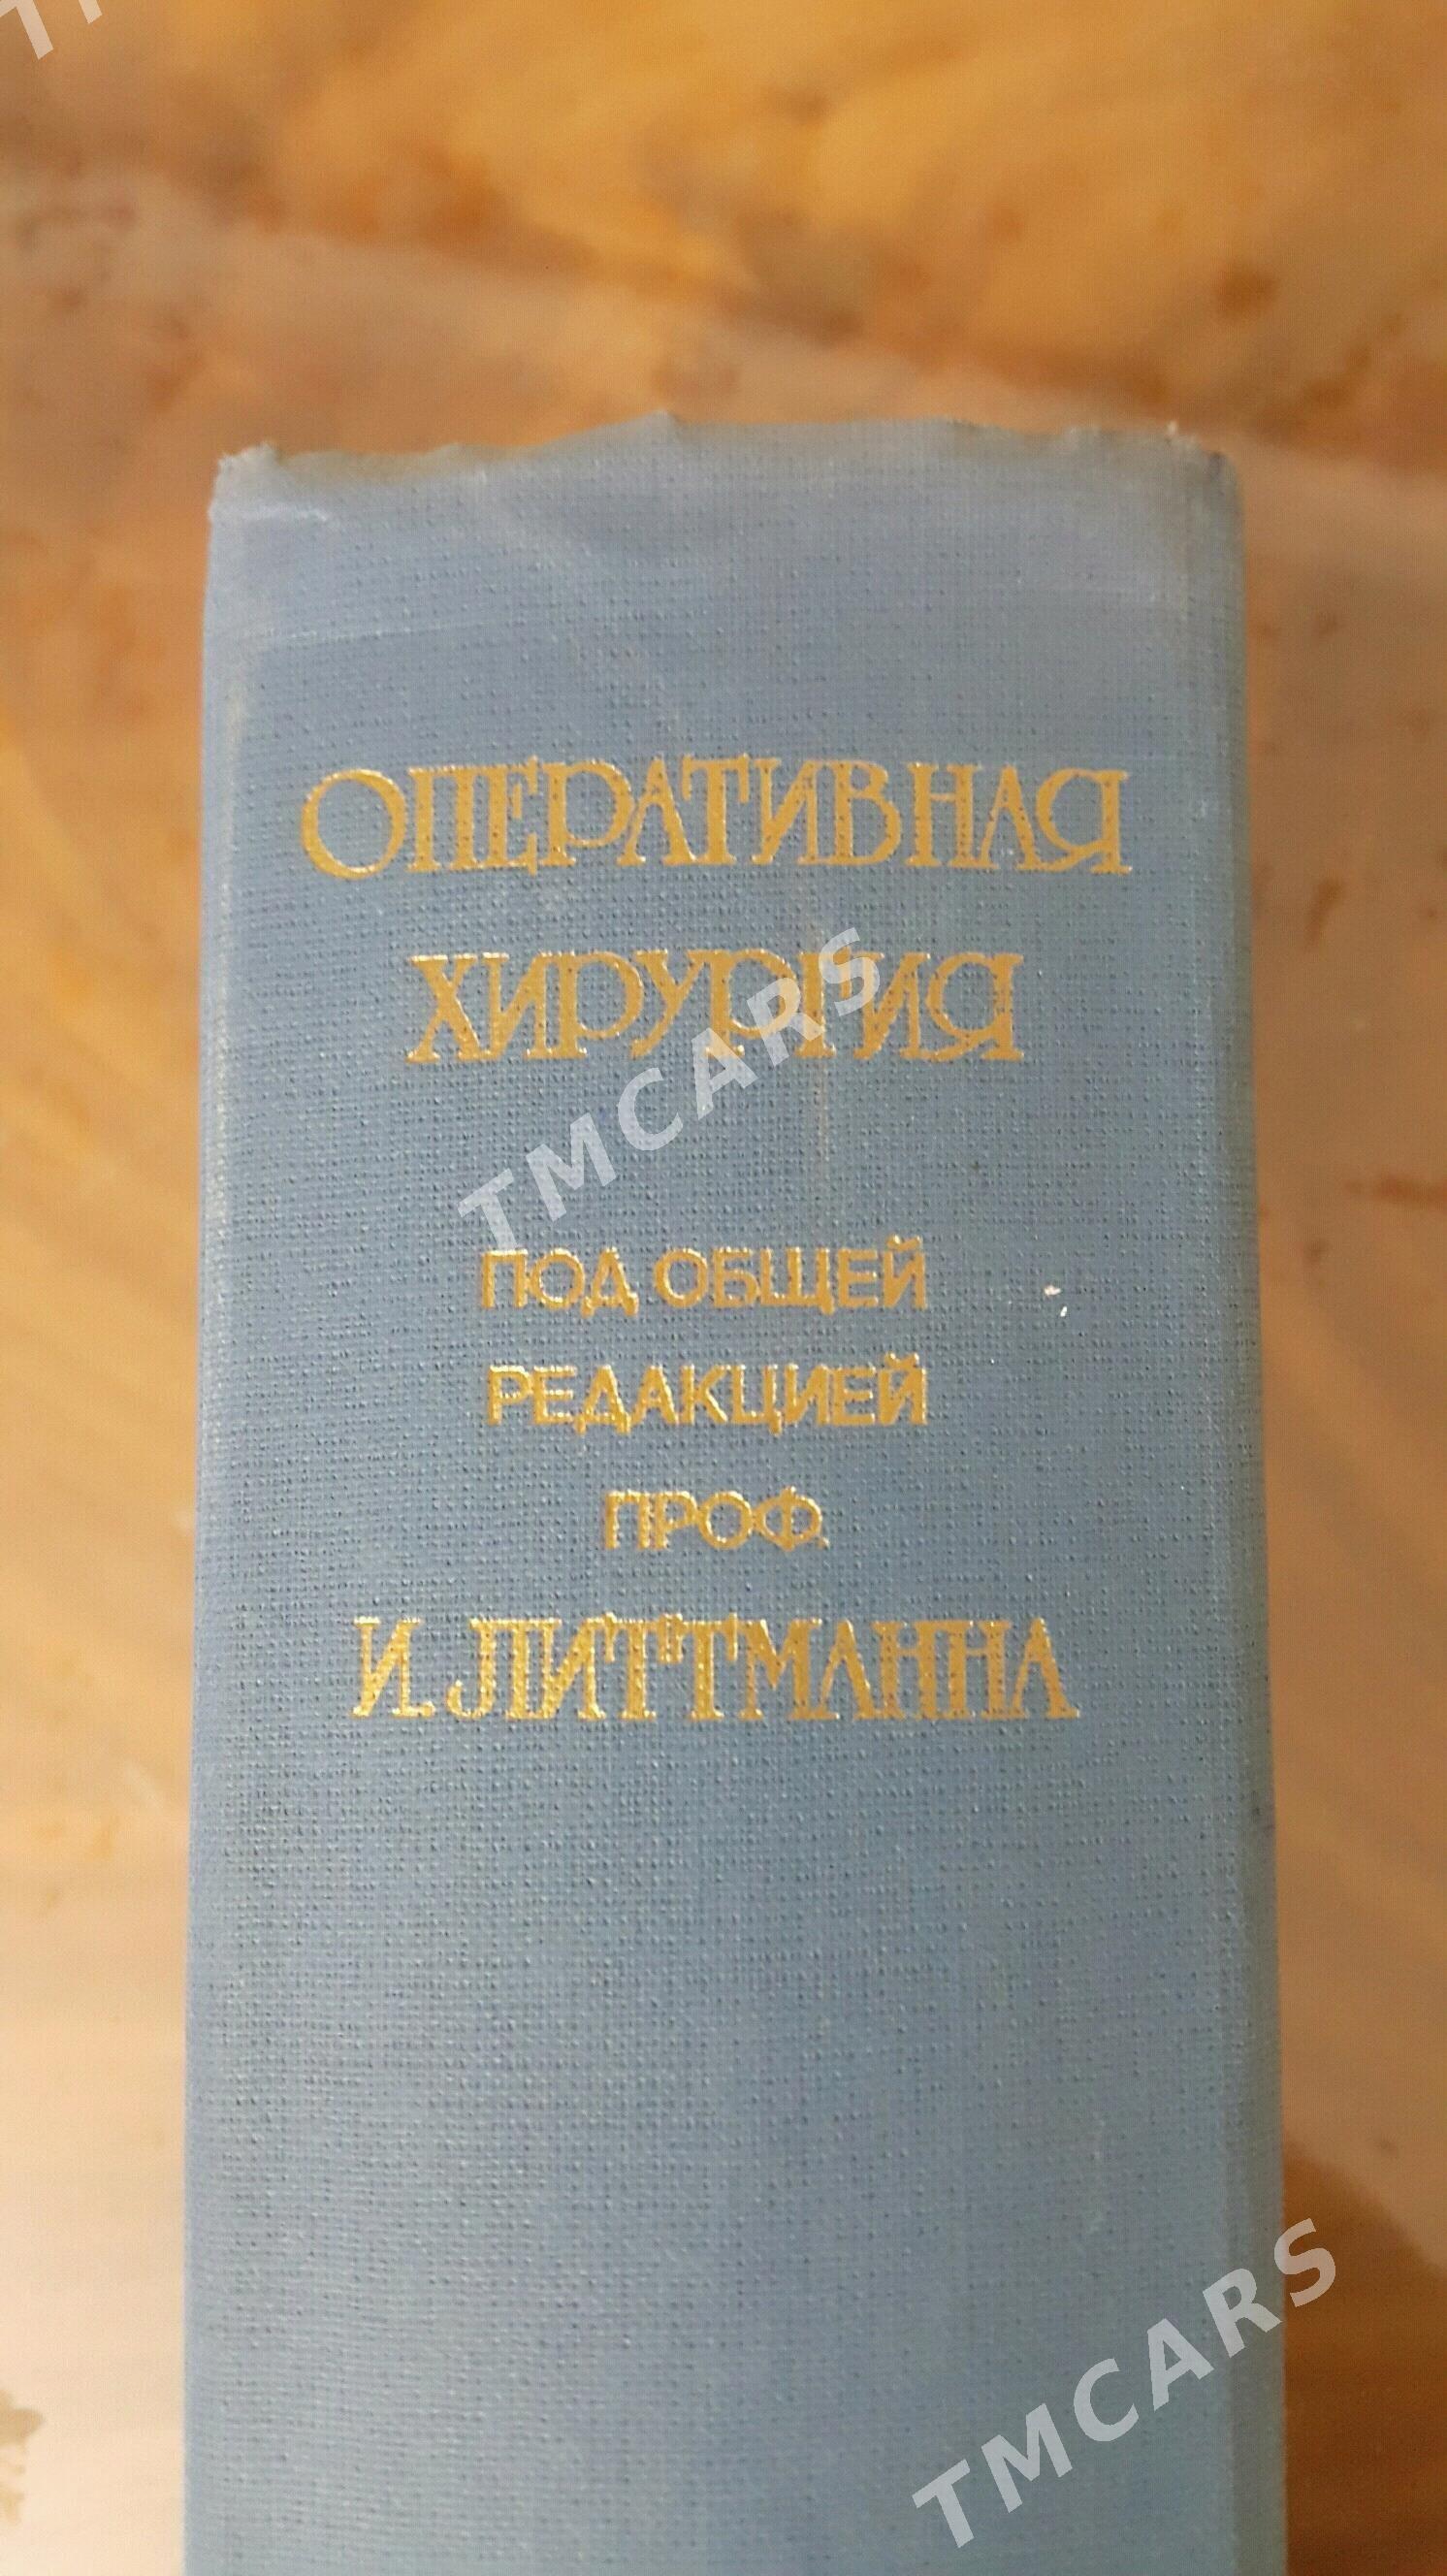 ОПЕРАТИВНАЯ
ХИРУРГИЯ
TMCARS
ПОД ОБЩЕЙ
РЕДАКЦИЕЙ
ПРОФ.
И. ЛИТТМАННА
TMCARS